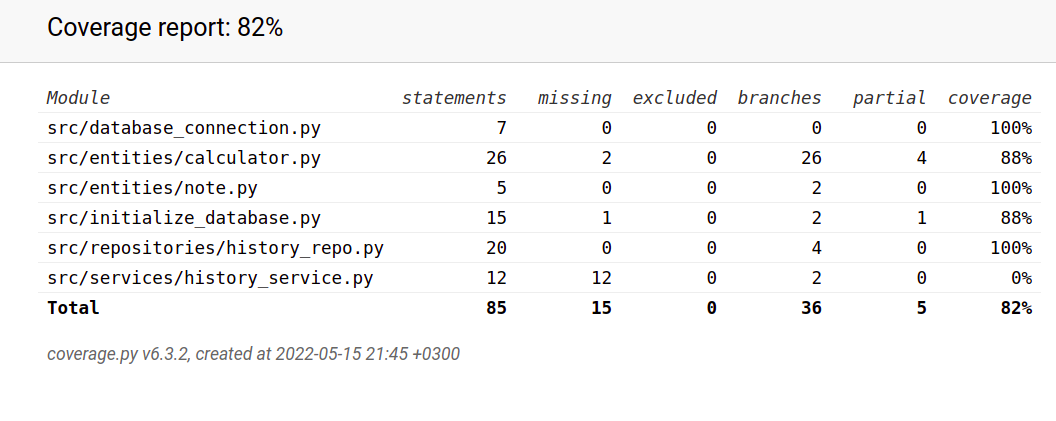 Coverage report: 82%
Module statements missing excluded branches partial coverage
src/database_connection.py 7 0 0 0 0 100%
src/entities/calculator.py 26 2 0 26 4 88%
src/entities/note.py 5 0 0 2 0 100%
src/initialize_database.py 15 1 0 2 1 88%
src/repositories/history_repo.py 20 0 0 4 0 100%
src/services/history_service.py 12 12 0 2 0 0%
Total 85 15 0 36 5 82%
coverage.py v6.3.2, created at 2022-05-15 21:45 +0300